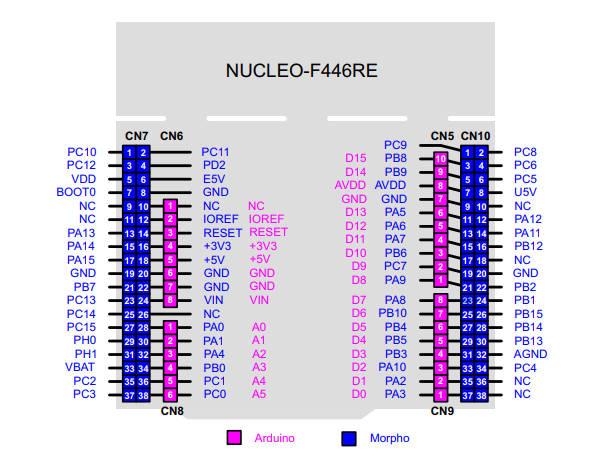 NUCLEO-F446RE
CN7 CN6 CN5 CN10
PC9
PC10 1 2 PC11 D15 PB8 10 1 2 PC8
PC12 3 4 PD2 D14 PB9 9 3 4 PC6
VDD 5 6 E5V AVDD AVDD 8 5 6 PC5
BOOT0 7 8 GND GND GND 7 7 8 U5V
NC 9 10 1 NC NC D13 PA5 6 9 10 NC
NC 11 12 2 IOREF IOREF D12 PA6 5 11 12 PA12
PA13 13 14 3 RESET RESET D11 PA7 4 13 14 PA11
PA14 15 16 4 +3V3 +3V3 D10 PB6 3 15 16 PB12
PA15 17 18 5 +5V +5V D9 PC7 2 17 18 NC
GND 19 20 6 GND GND D8 PA9 1 19 20 GND
PB7 21 22 7 GND GND 21 22 PB2
PC13 23 24 8 VIN VIN D7 PA8 8 23 24 PB1
PC14 25 26 NC D6 PB10 7 25 26 PB15
PC15 27 28 1 PA0 A0 D5 PB4 6 27 28 PB14
PH0 29 30 2 PA1 A1 D4 PB5 5 29 30 PB13
PH1 31 32 3 PA4 A2 D3 PB3 4 31 32 AGND
VBAT 33 34 4 PB0 A3 D2 PA10 3 33 34 PC4
PC2 35 36 5 PC1 A4 D1 PA2 2 35 36 NC
PC3 37 38 6 PC0 A5 D0 PA3 1 37 38 NC
CN8 CN9
Arduino Morpho